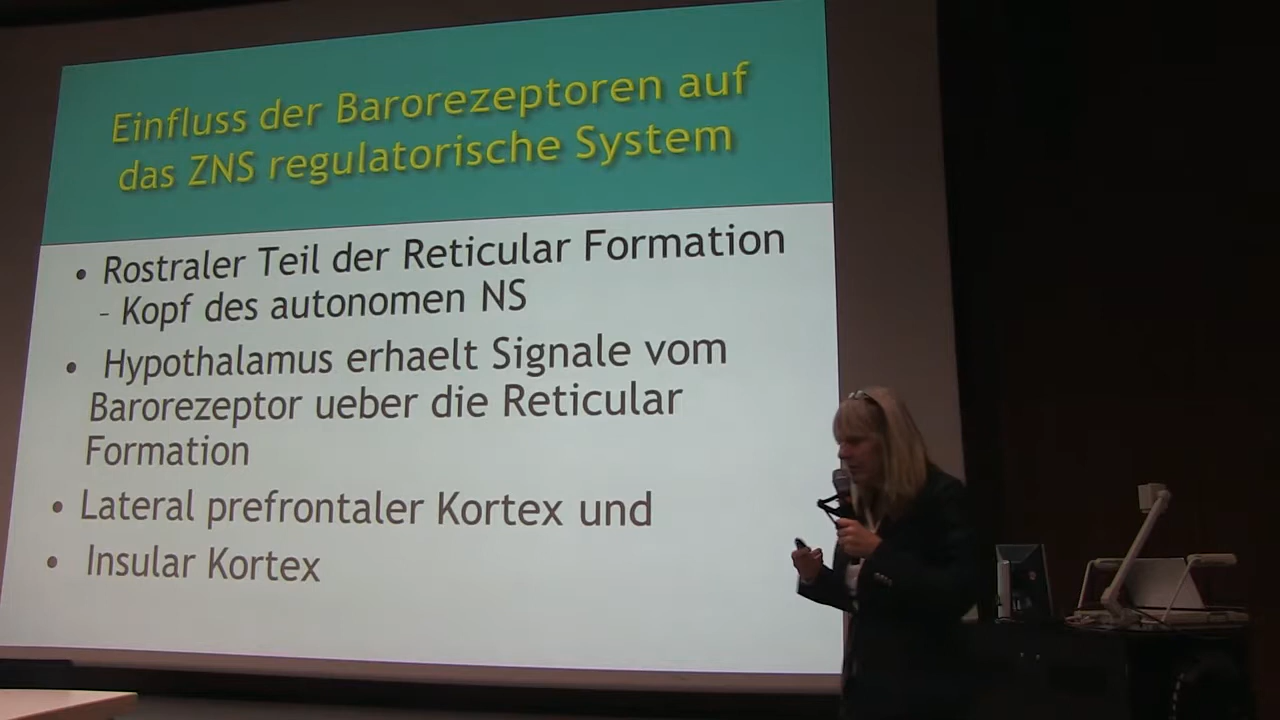 Einfluss der Barorezeptoren auf
das ZNS regulatorische System
• Rostraler Teil der Reticular Formation
- Kopf des autonomen NS
• Hypothalamus erhaelt Signale vom
Barorezeptor ueber die Reticular
Formation
• Lateral prefrontaler Kortex und
• Insular Kortex